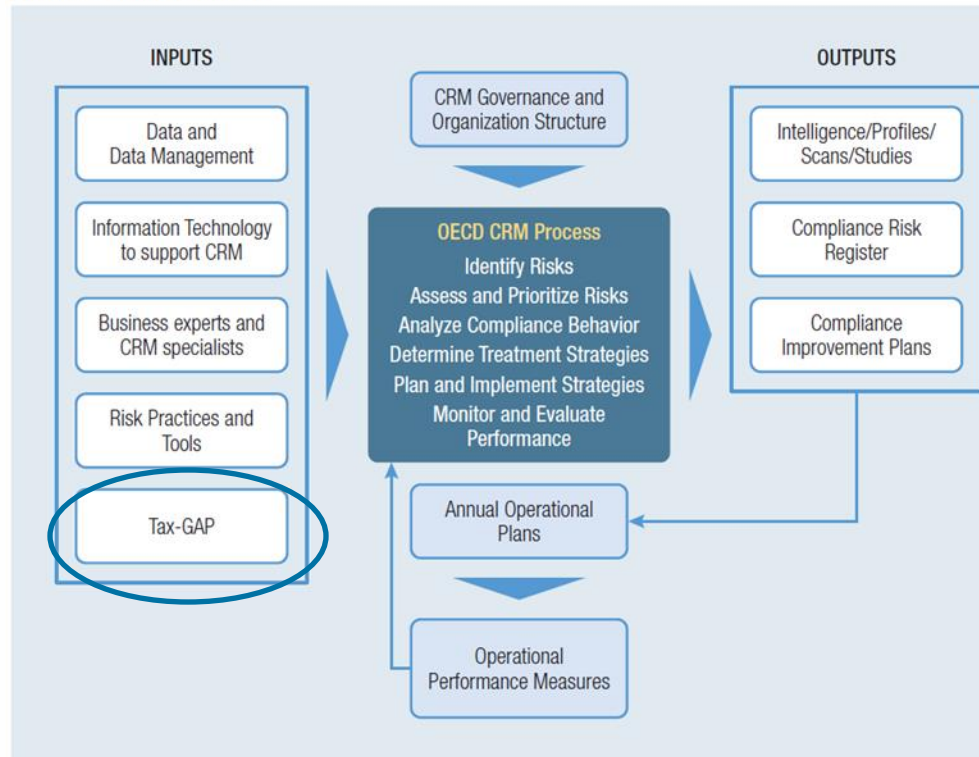 INPUTS
Data and
Data Management
Information Technology
to support CRM
Business experts and
CRM specialists
Risk Practices and
Tools
Tax-GAP
CRM Governance and
Organization Structure
OECD CRM Process
Identify Risks
Assess and Prioritize Risks
Analyze Compliance Behavior
Determine Treatment Strategies
Plan and Implement Strategies
Monitor and Evaluate
Performance
Annual Operational
Plans
Operational
Performance Measures
OUTPUTS
Intelligence/Profiles/
Scans/Studies
Compliance Risk
Register
Compliance
Improvement Plans